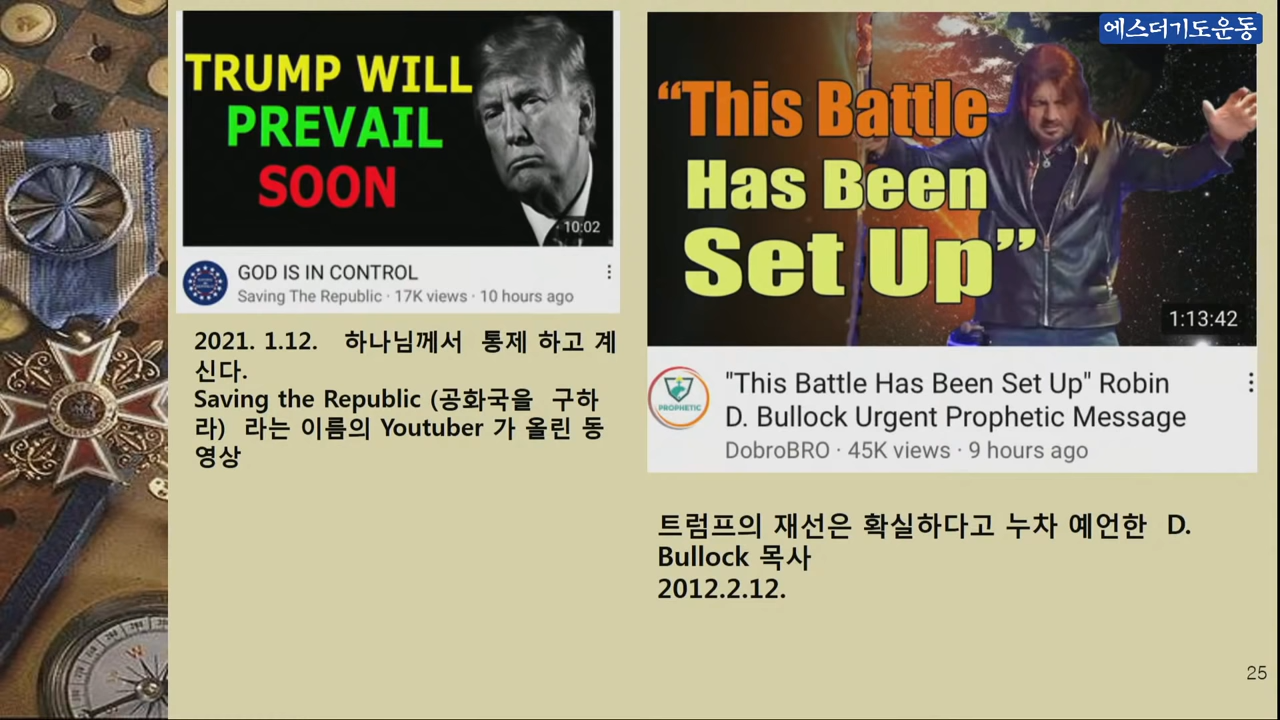 에스더기도운동
TRUMP WILL
PREVAIL
SOON
10:02
GOD IS IN CONTROL
Saving The Republic · 17K views · 10 hours ago
2021. 1.12. 하나님께서 통제 하고 계
신다.
Saving the Republic (공화국을 구하
라) 라는 이름의 Youtuber 가 올린 동
영상
“This Battle
Has Been
Set Up”
1:13:42
PROPHETIC
"This Battle Has Been Set Up" Robin
D. Bullock Urgent Prophetic Message
DobroBRO · 45K views · 9 hours ago
트럼프의 재선은 확실하다고 누차 예언한 D.
Bullock 목사
2012.2.12.
25